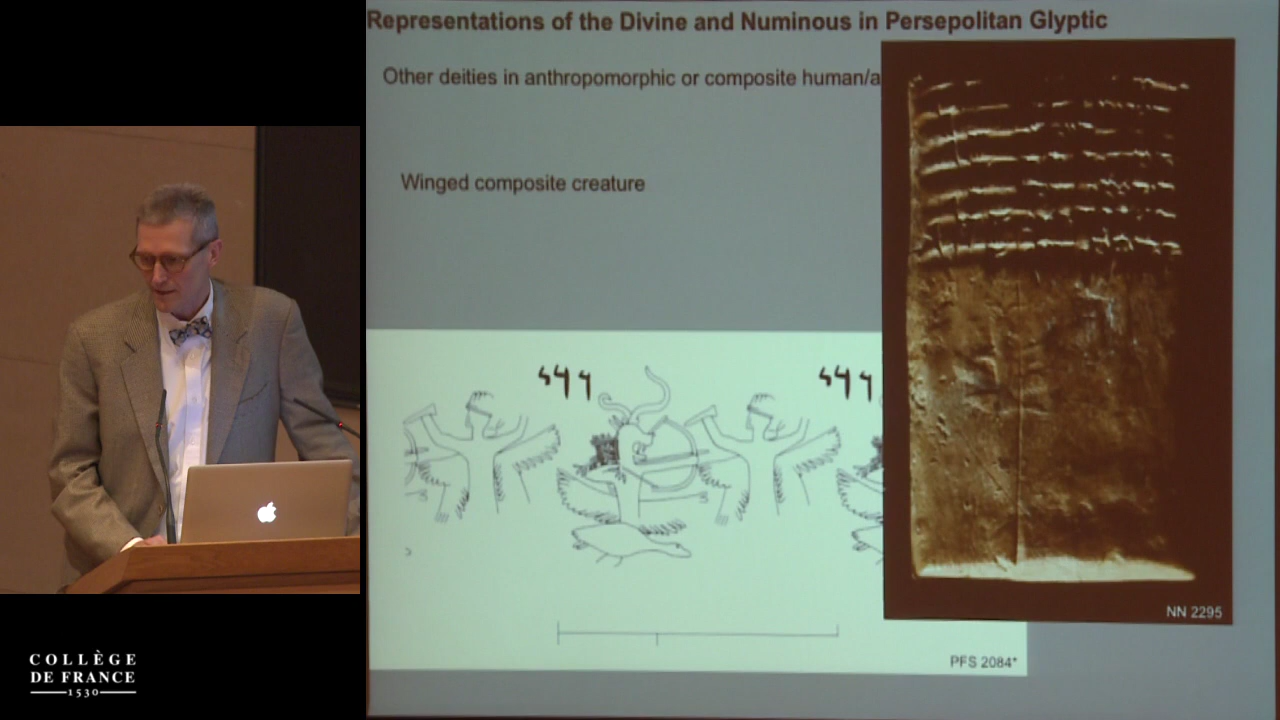 Representations of the Divine and Numinous in Persepolitan Glyptic
Other deities in anthropomorphic or composite human/a
Winged composite creature
NN 2295
PFS 2084*
COLLÈGE
DE FRANCE
1530